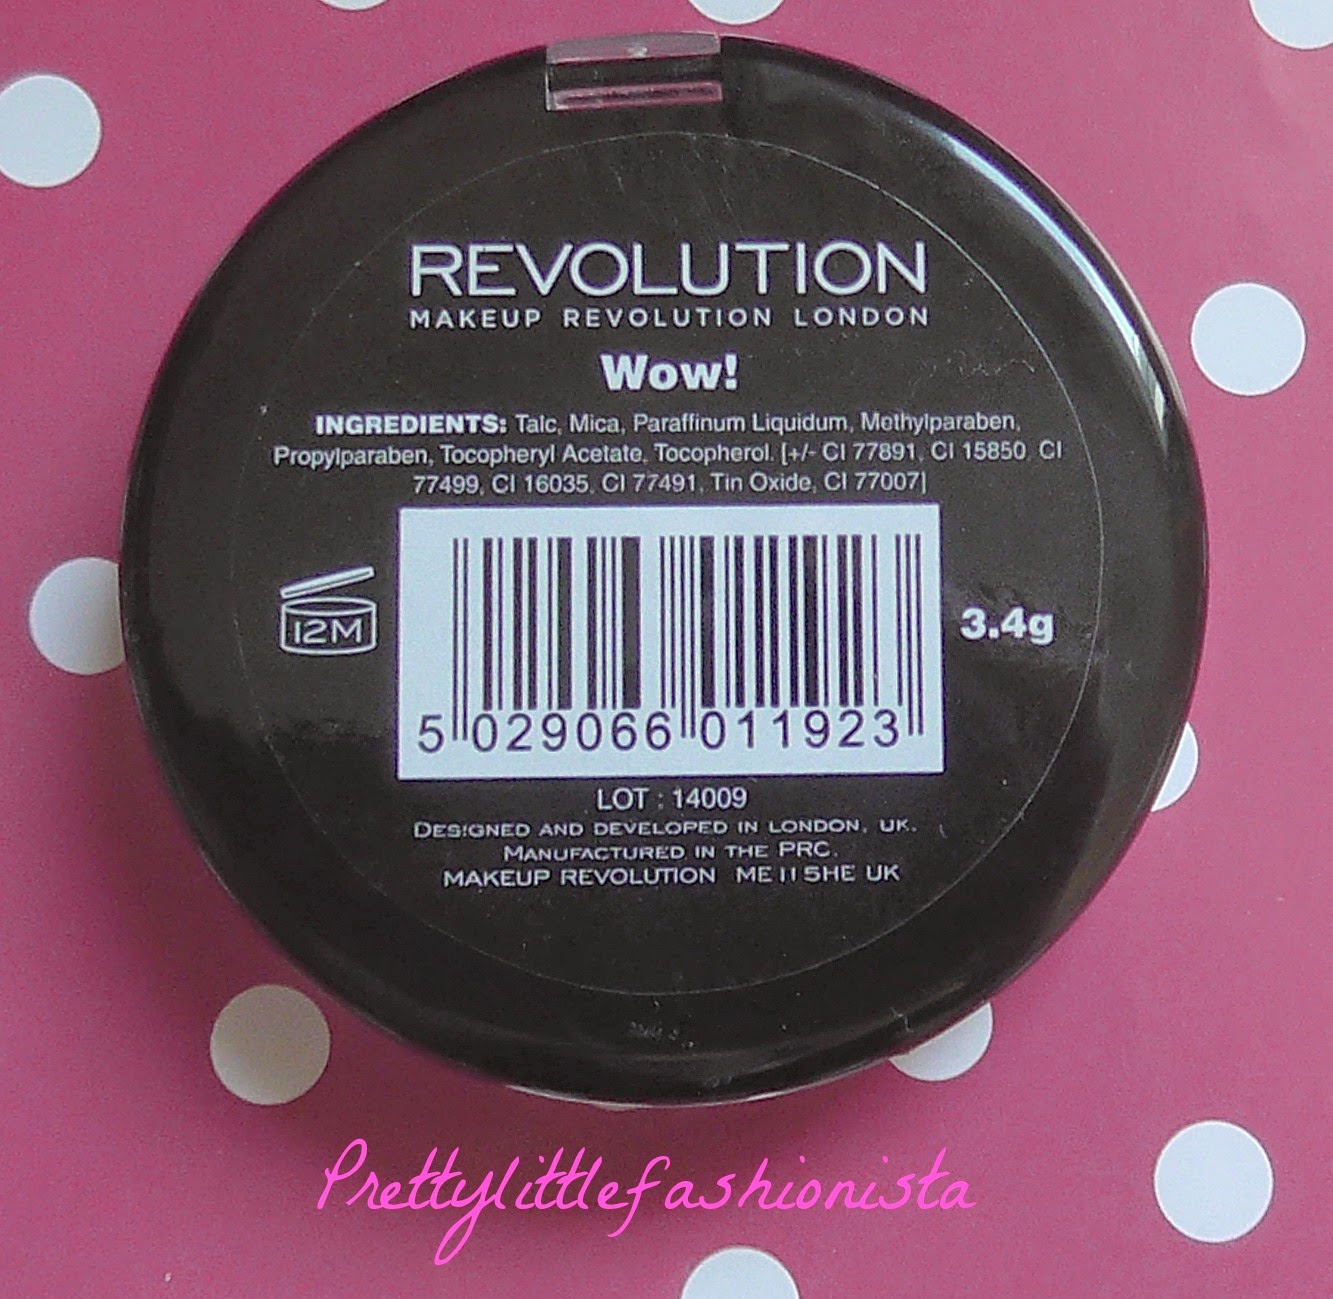 REVOLUTION
MAKEUP REVOLUTION LONDON
Wow!
INGREDIENTS: Talc, Mica, Paraffinum Liquidum, Methylparaben,
Propylparaben, Tocopheryl Acetate, Tocopherol. [+/- CI 77891, CI 15850, CI
77499, CI 16035, CI 77491, Tin Oxide, CI 77007]
12M
3.4g
5 029066 011923
LOT : 14009
DESIGNED AND DEVELOPED IN LONDON, UK.
MANUFACTURED IN THE PRC.
MAKEUP REVOLUTION ME11 5HE UK
Prettylittlefashionista